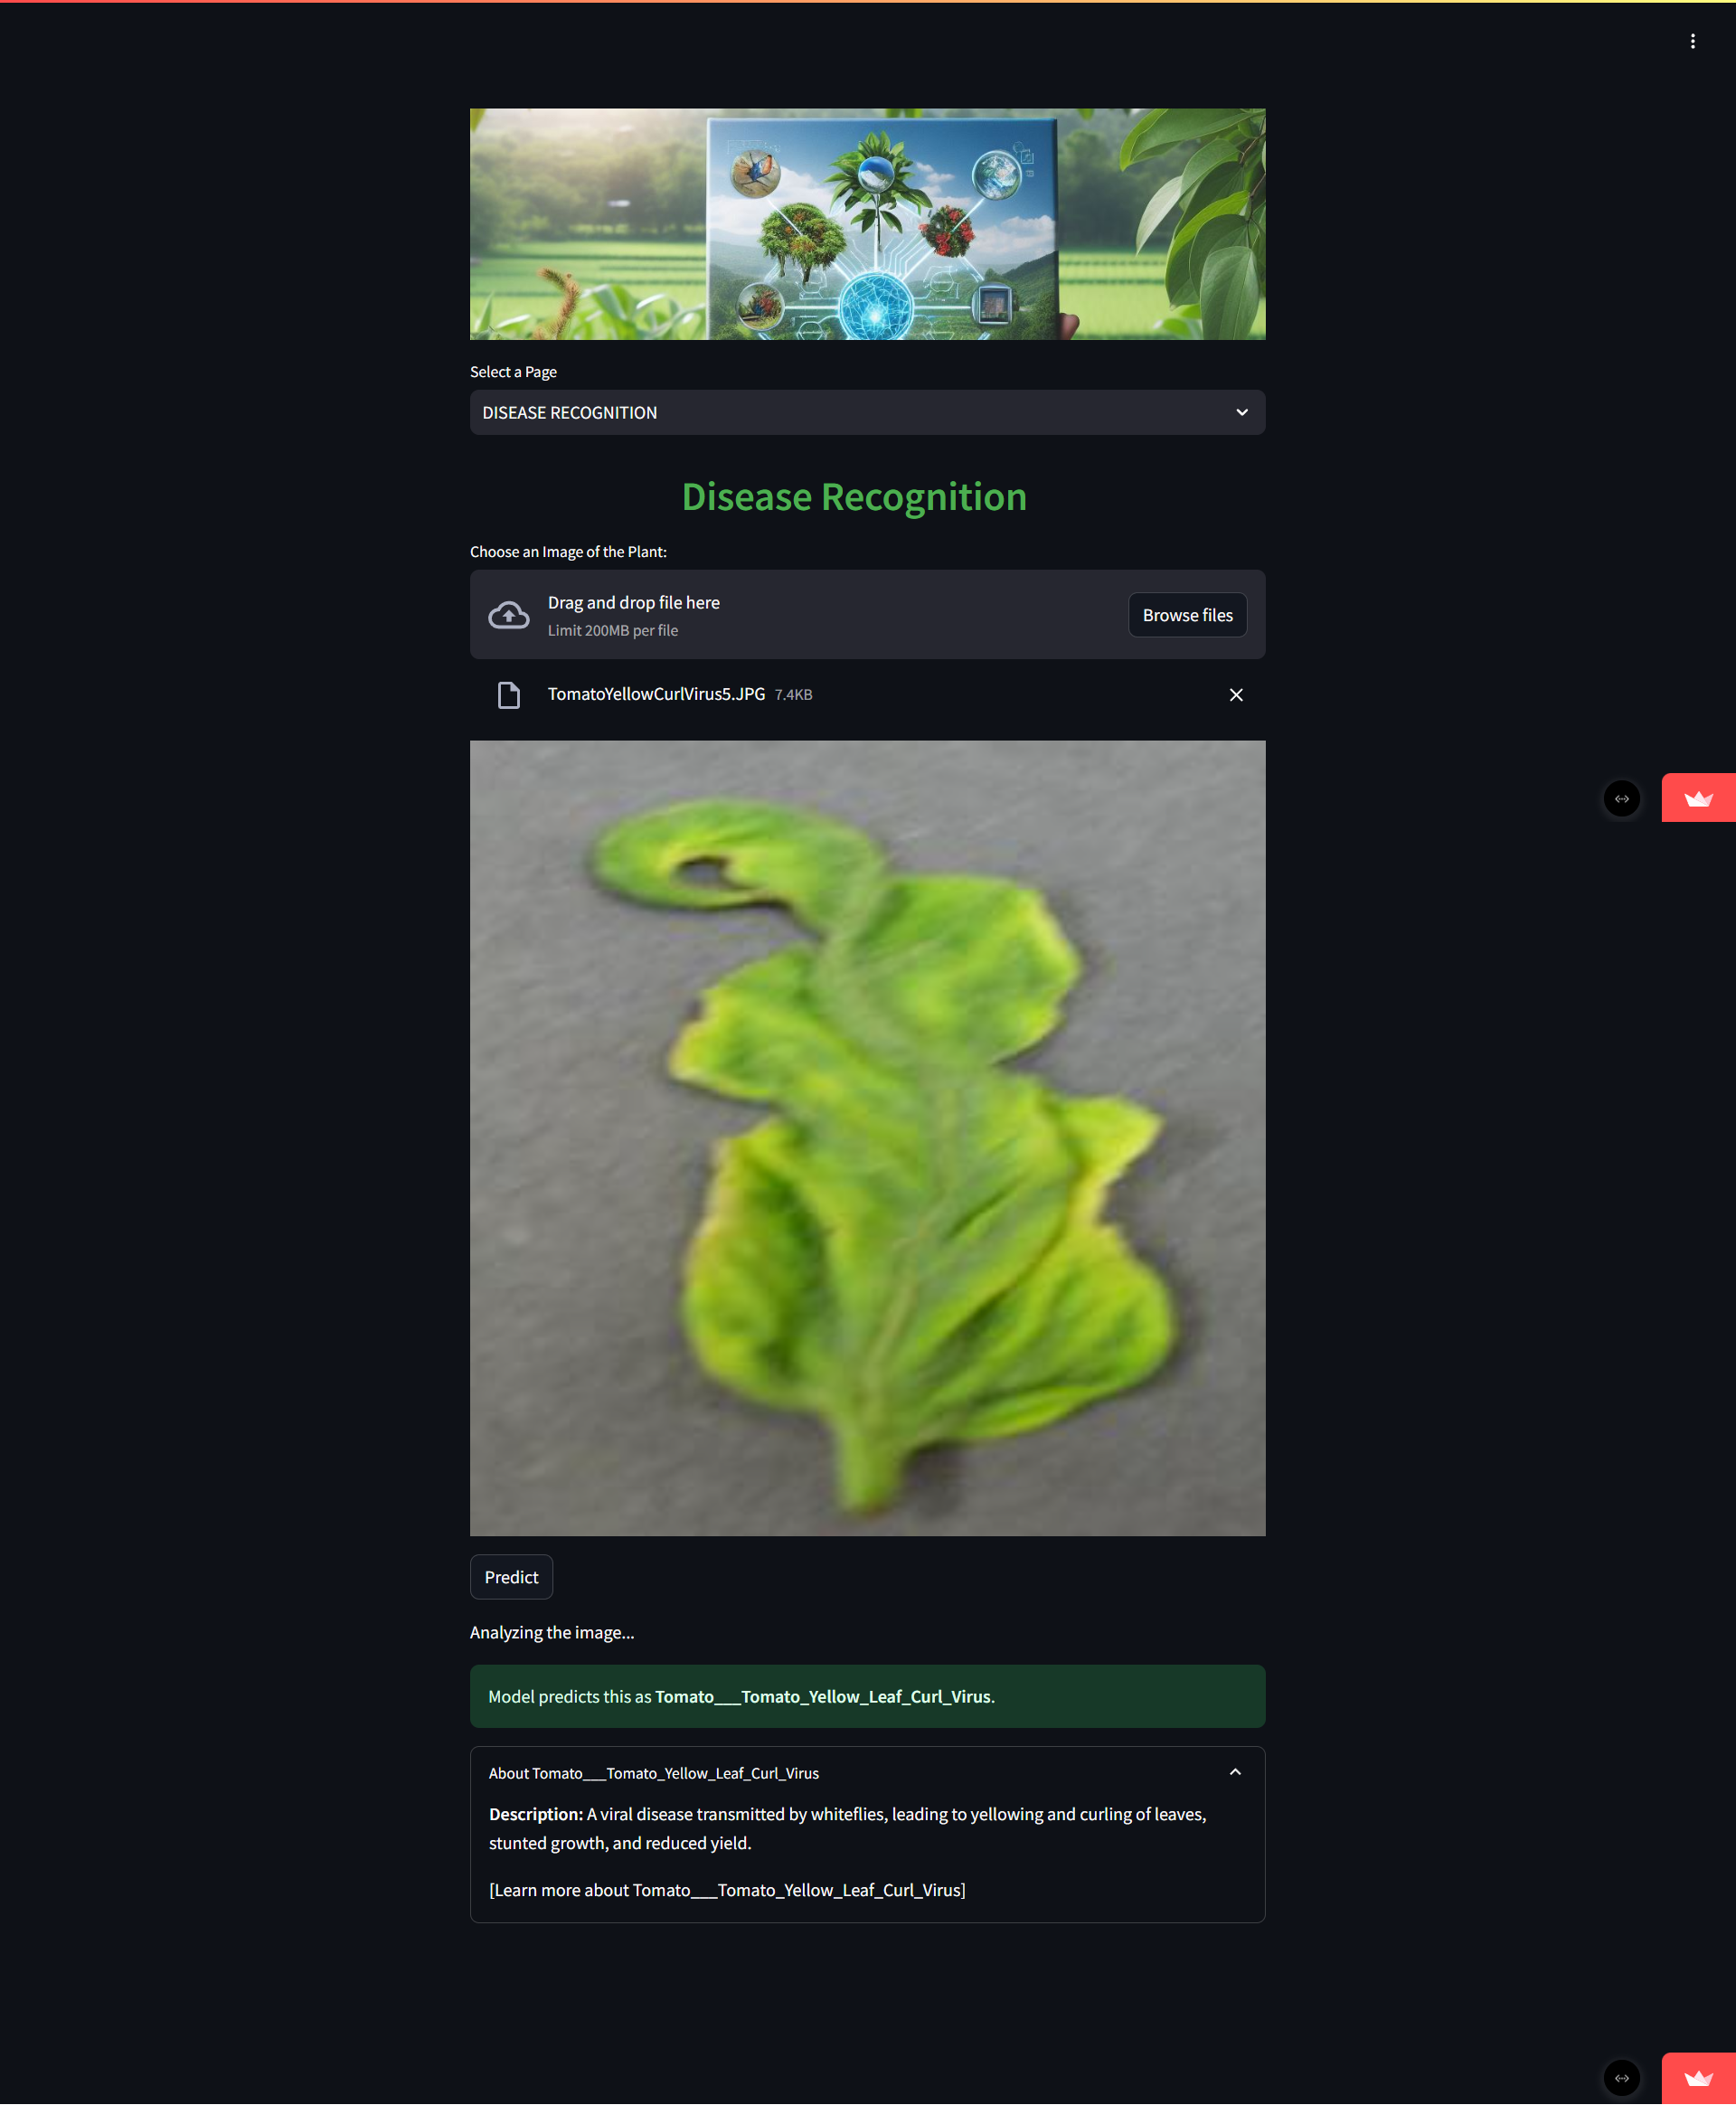 Select a Page
DISEASE RECOGNITION
Disease Recognition
Choose an Image of the Plant:
Drag and drop file here
Limit 200MB per file
Browse files
TomatoYellowCurlVirus5.JPG 7.4KB
Predict
Analyzing the image...
Model predicts this as Tomato___Tomato_Yellow_Leaf_Curl_Virus.
About Tomato___Tomato_Yellow_Leaf_Curl_Virus
Description: A viral disease transmitted by whiteflies, leading to yellowing and curling of leaves,
stunted growth, and reduced yield.
[Learn more about Tomato___Tomato_Yellow_Leaf_Curl_Virus]